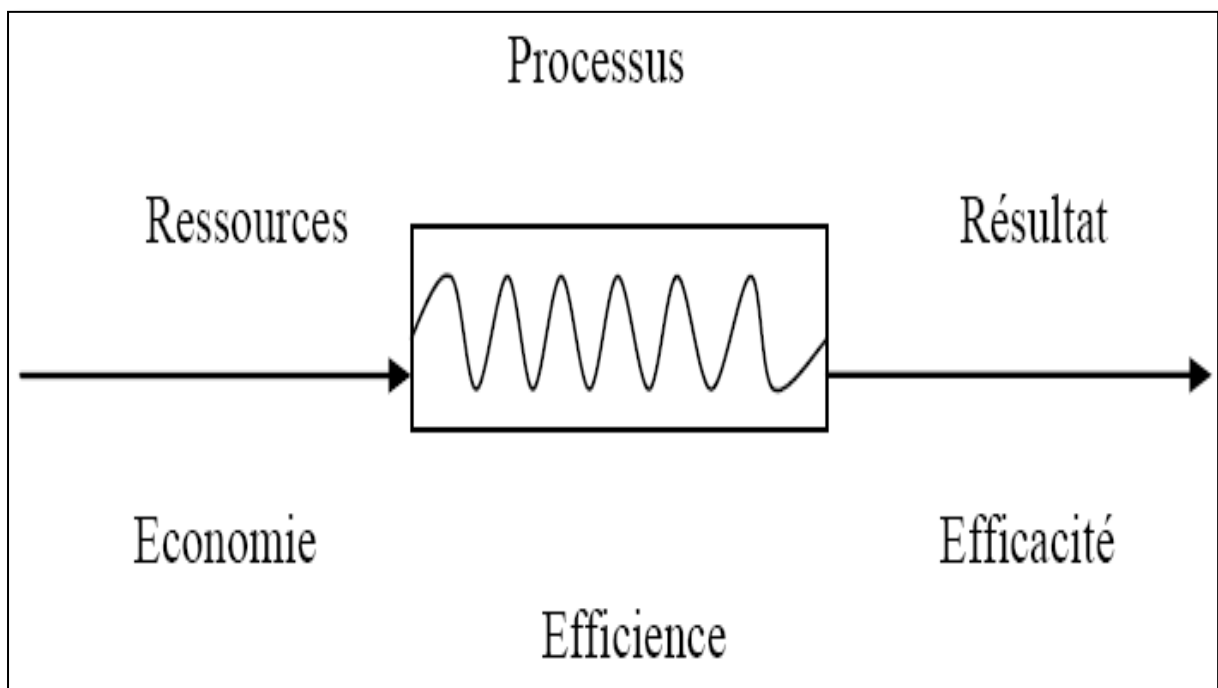 Processus
Ressources
Résultat
Economie
Efficacité
Efficience